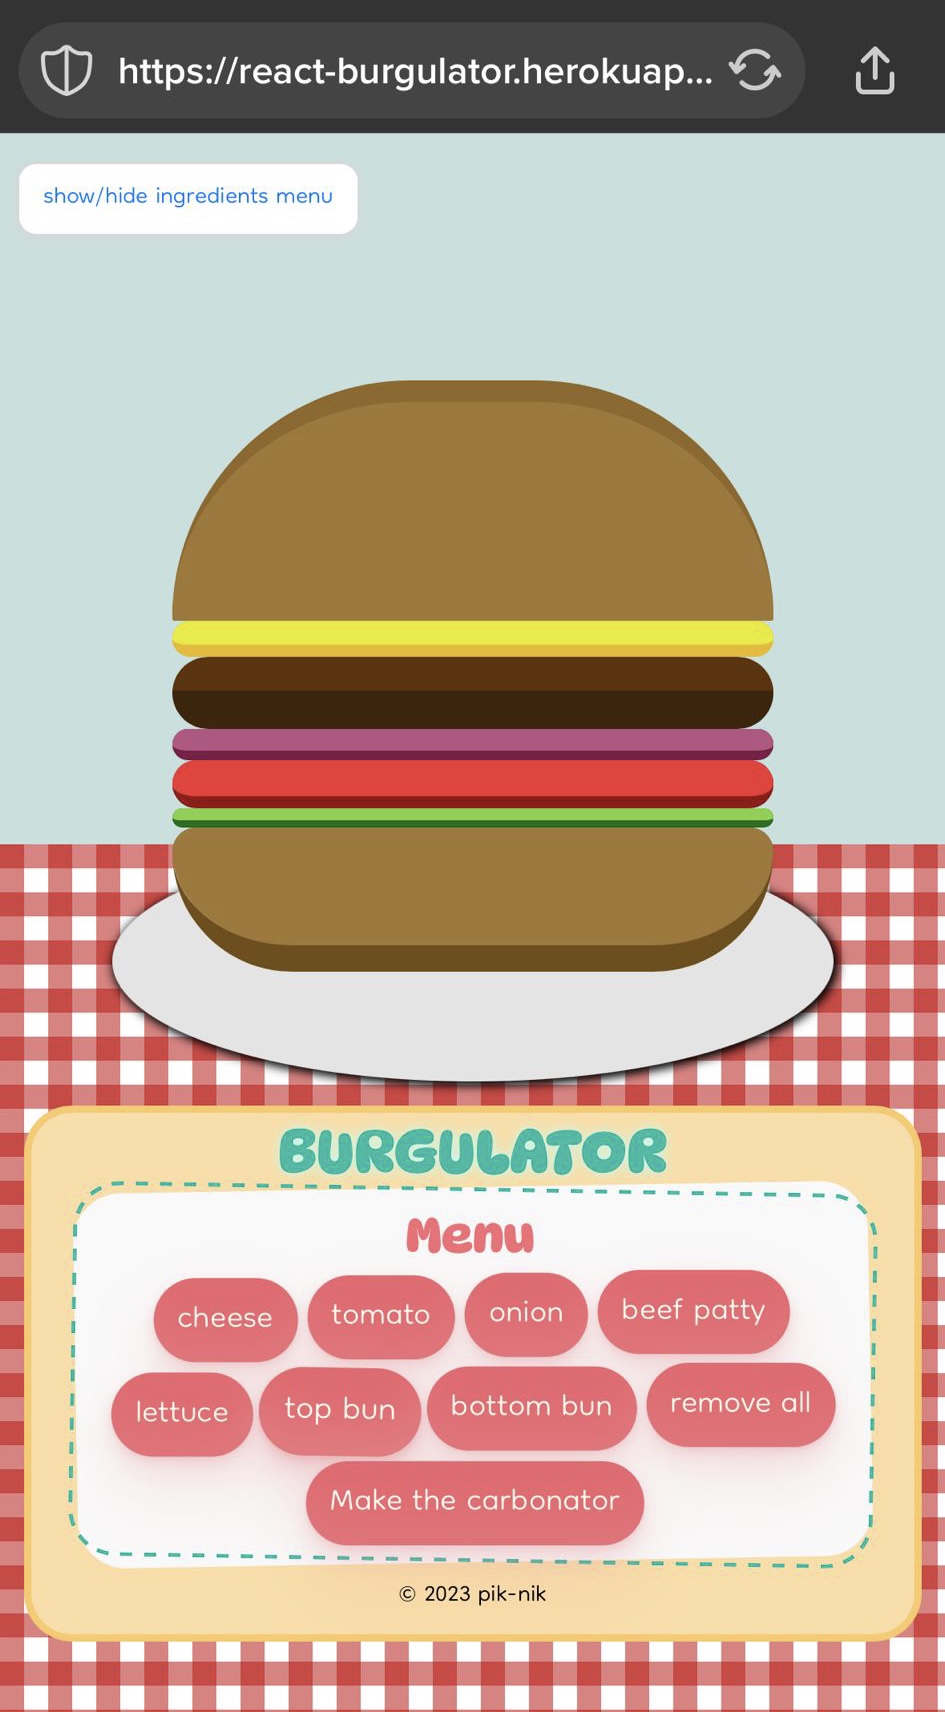 https://react-burgulator.herokuap...
show/hide ingredients menu
BURGULATOR
Menu
cheese tomato onion beef patty
lettuce top bun bottom bun remove all
Make the carbonator
© 2023 pik-nik